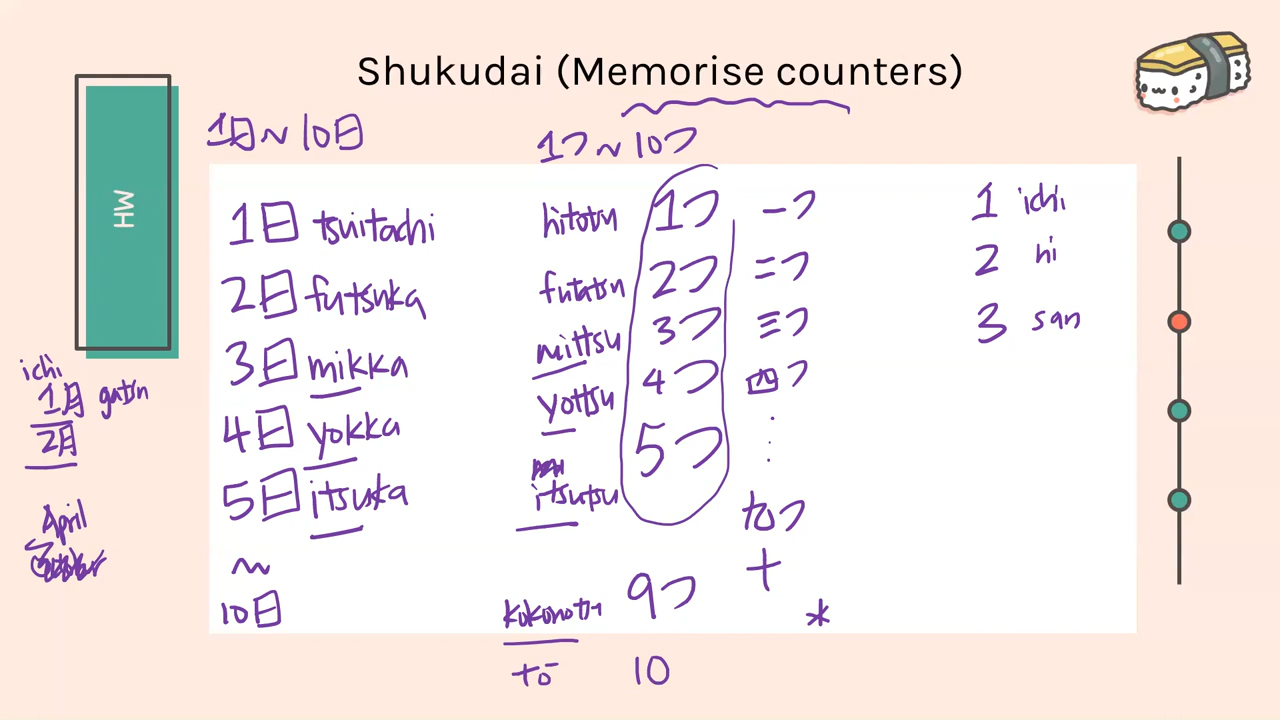 Shukudai (Memorise counters)
1日~10日
1つ~10つ
MH
1日 tsuitachi
2日 futsuka
3日 mikka
4日 yokka
5日 itsuka
~
10日
hitotsu 1つ 一つ
futatsu 2つ 二つ
mittsu 3つ 三つ
yottsu 4つ 四つ
itsutsu 5つ
kokonotsu 9つ
tō 10
十
*
1 ichi
2 ni
3 san
ichi
1月 gatsu
2月
April